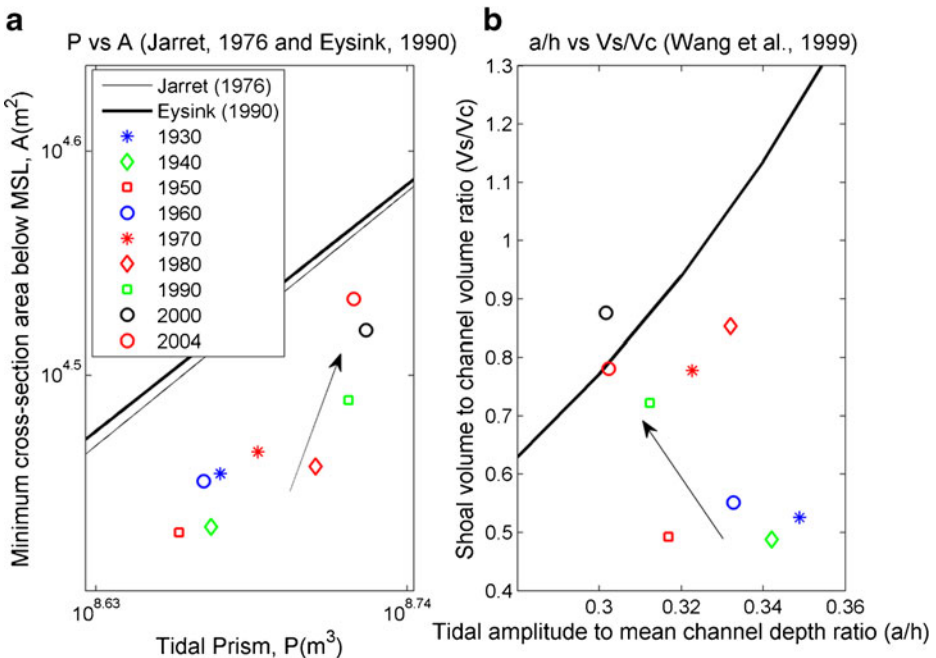 a
P vs A (Jarret, 1976 and Eysink, 1990)
Minimum cross-section area below MSL, A(m²)
10^4.6
10^4.5
Jarret (1976)
Eysink (1990)
1930
1940
1950
1960
1970
1980
1990
2000
2004
10^8.63
10^8.74
Tidal Prism, P(m³)
b
a/h vs Vs/Vc (Wang et al., 1999)
Shoal volume to channel volume ratio (Vs/Vc)
1.3
1.2
1.1
1
0.9
0.8
0.7
0.6
0.5
0.4
0.3
0.32
0.34
0.36
Tidal amplitude to mean channel depth ratio (a/h)